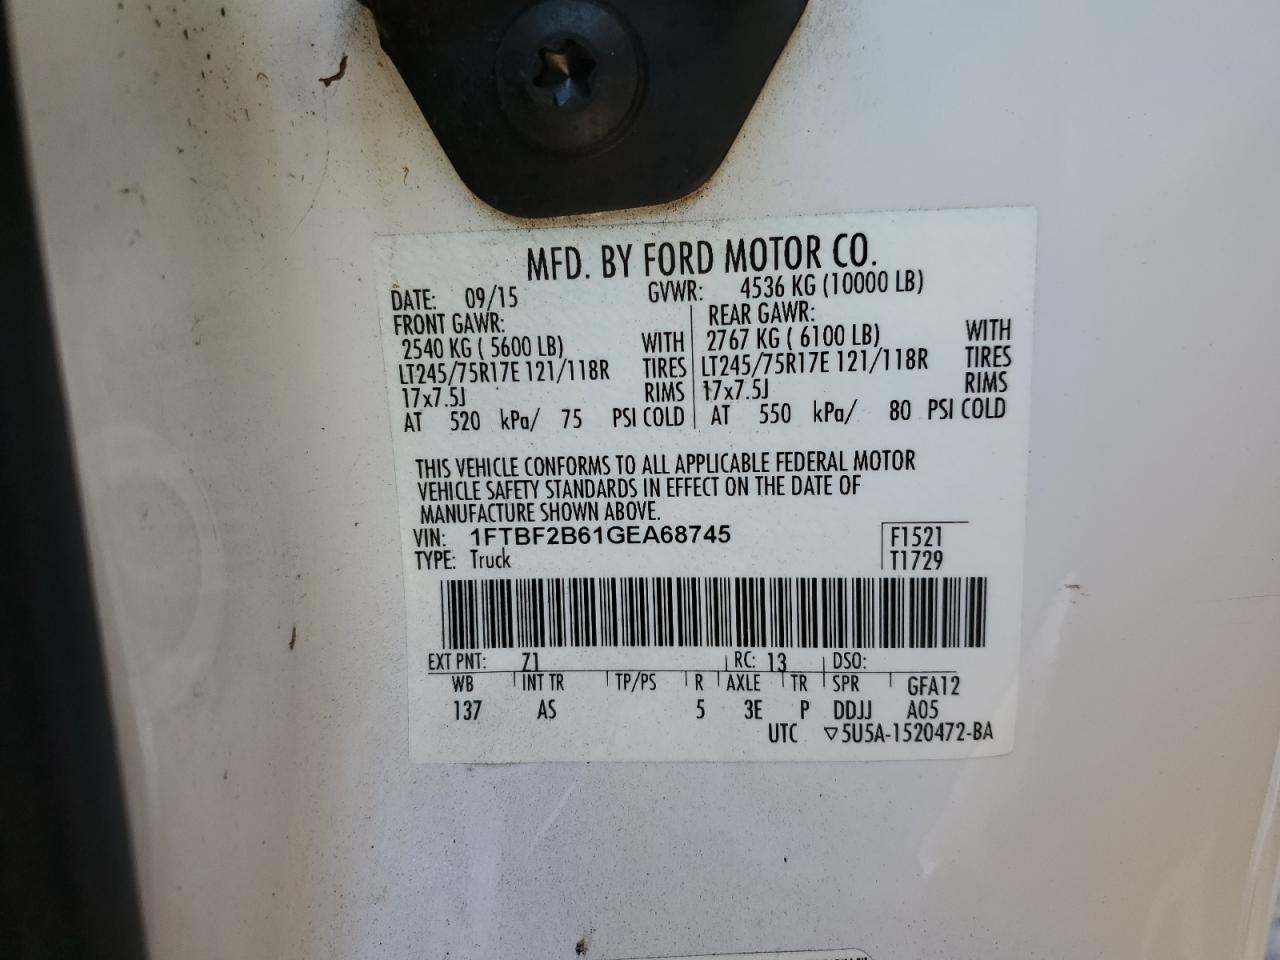 MFD. BY FORD MOTOR CO.
DATE: 09/15 GVWR: 4536 KG (10000 LB)
FRONT GAWR: REAR GAWR:
2540 KG ( 5600 LB) WITH 2767 KG ( 6100 LB) WITH
LT245/75R17E 121/118R TIRES LT245/75R17E 121/118R TIRES
17x7.5J RIMS 17x7.5J RIMS
AT 520 kPa/ 75 PSI COLD AT 550 kPa/ 80 PSI COLD
THIS VEHICLE CONFORMS TO ALL APPLICABLE FEDERAL MOTOR
VEHICLE SAFETY STANDARDS IN EFFECT ON THE DATE OF
MANUFACTURE SHOWN ABOVE.
VIN: 1FTBF2B61GEA68745 F1521
TYPE: Truck T1729
EXT PNT: Z1 RC: 13 DSO:
WB INT TR TP/PS R AXLE TR SPR GFA12
137 AS 5 3E P DDJJ A05
UTC ▽5U5A-1520472-BA